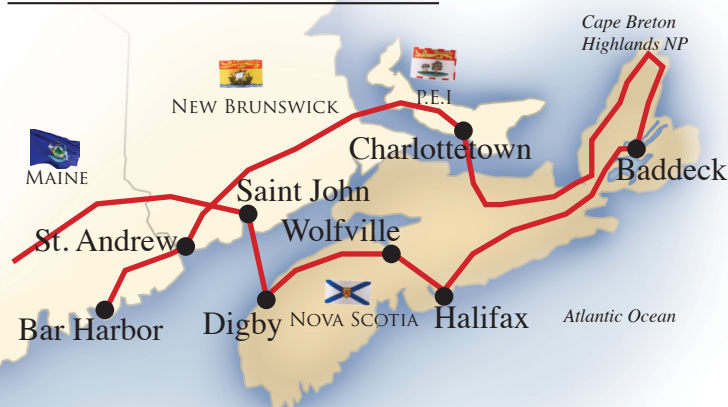 Cape Breton
Highlands NP
P.E.I
NEW BRUNSWICK
Charlottetown
Baddeck
MAINE
Saint John
St. Andrew
Wolfville
Bar Harbor
Digby
NOVA SCOTIA
Halifax
Atlantic Ocean